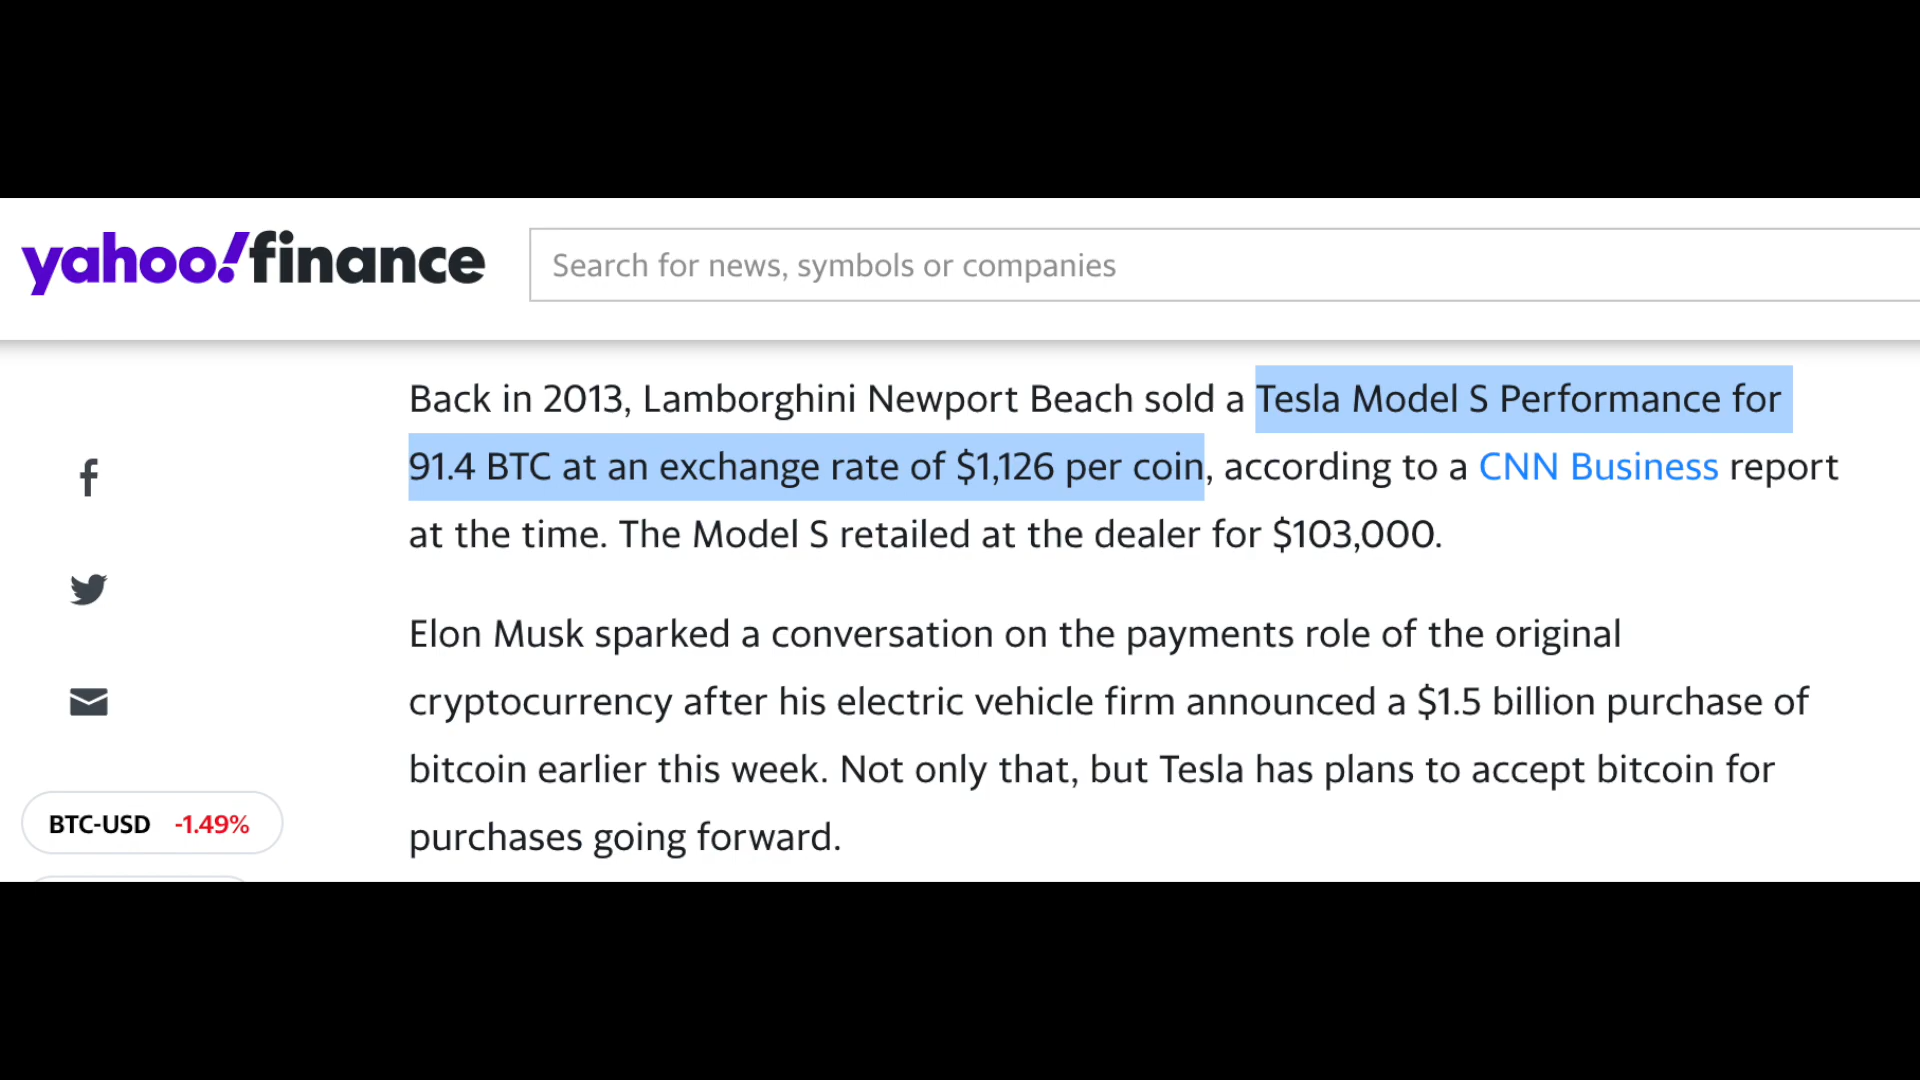 yahoo!finance
Search for news, symbols or companies
Back in 2013, Lamborghini Newport Beach sold a Tesla Model S Performance for
91.4 BTC at an exchange rate of $1,126 per coin, according to a CNN Business report
at the time. The Model S retailed at the dealer for $103,000.
Elon Musk sparked a conversation on the payments role of the original
cryptocurrency after his electric vehicle firm announced a $1.5 billion purchase of
bitcoin earlier this week. Not only that, but Tesla has plans to accept bitcoin for
purchases going forward.
BTC-USD -1.49%